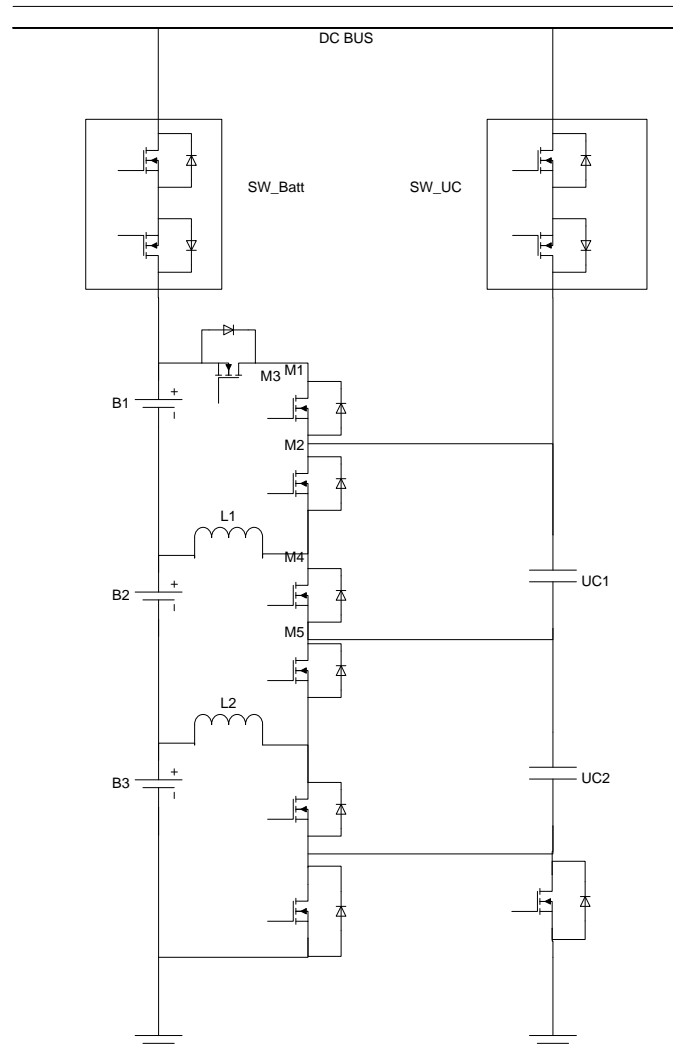 DC BUS
SW_Batt
SW_UC
M3
M1
B1
+
M2
L1
M4
B2
+
UC1
M5
L2
B3
+
UC2